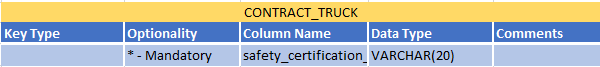 CONTRACT_TRUCK
Key Type Optionality Column Name Data Type Comments
* - Mandatory safety_certification_ VARCHAR(20)